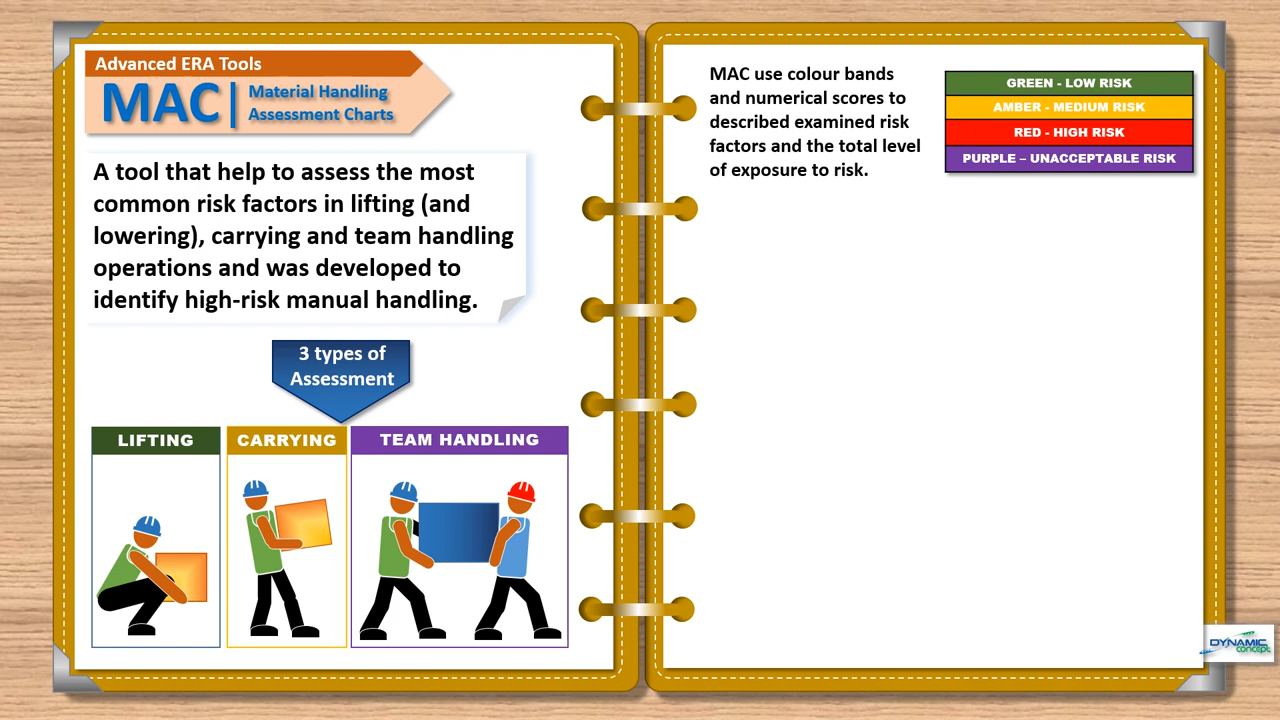 Advanced ERA Tools
MAC
Material Handling
Assessment Charts
A tool that help to assess the most
common risk factors in lifting (and
lowering), carrying and team handling
operations and was developed to
identify high-risk manual handling.
3 types of
Assessment
LIFTING
CARRYING
TEAM HANDLING
MAC use colour bands
and numerical scores to
described examined risk
factors and the total level
of exposure to risk.
GREEN - LOW RISK
AMBER - MEDIUM RISK
RED - HIGH RISK
PURPLE – UNACCEPTABLE RISK
DYNAMIC
concept